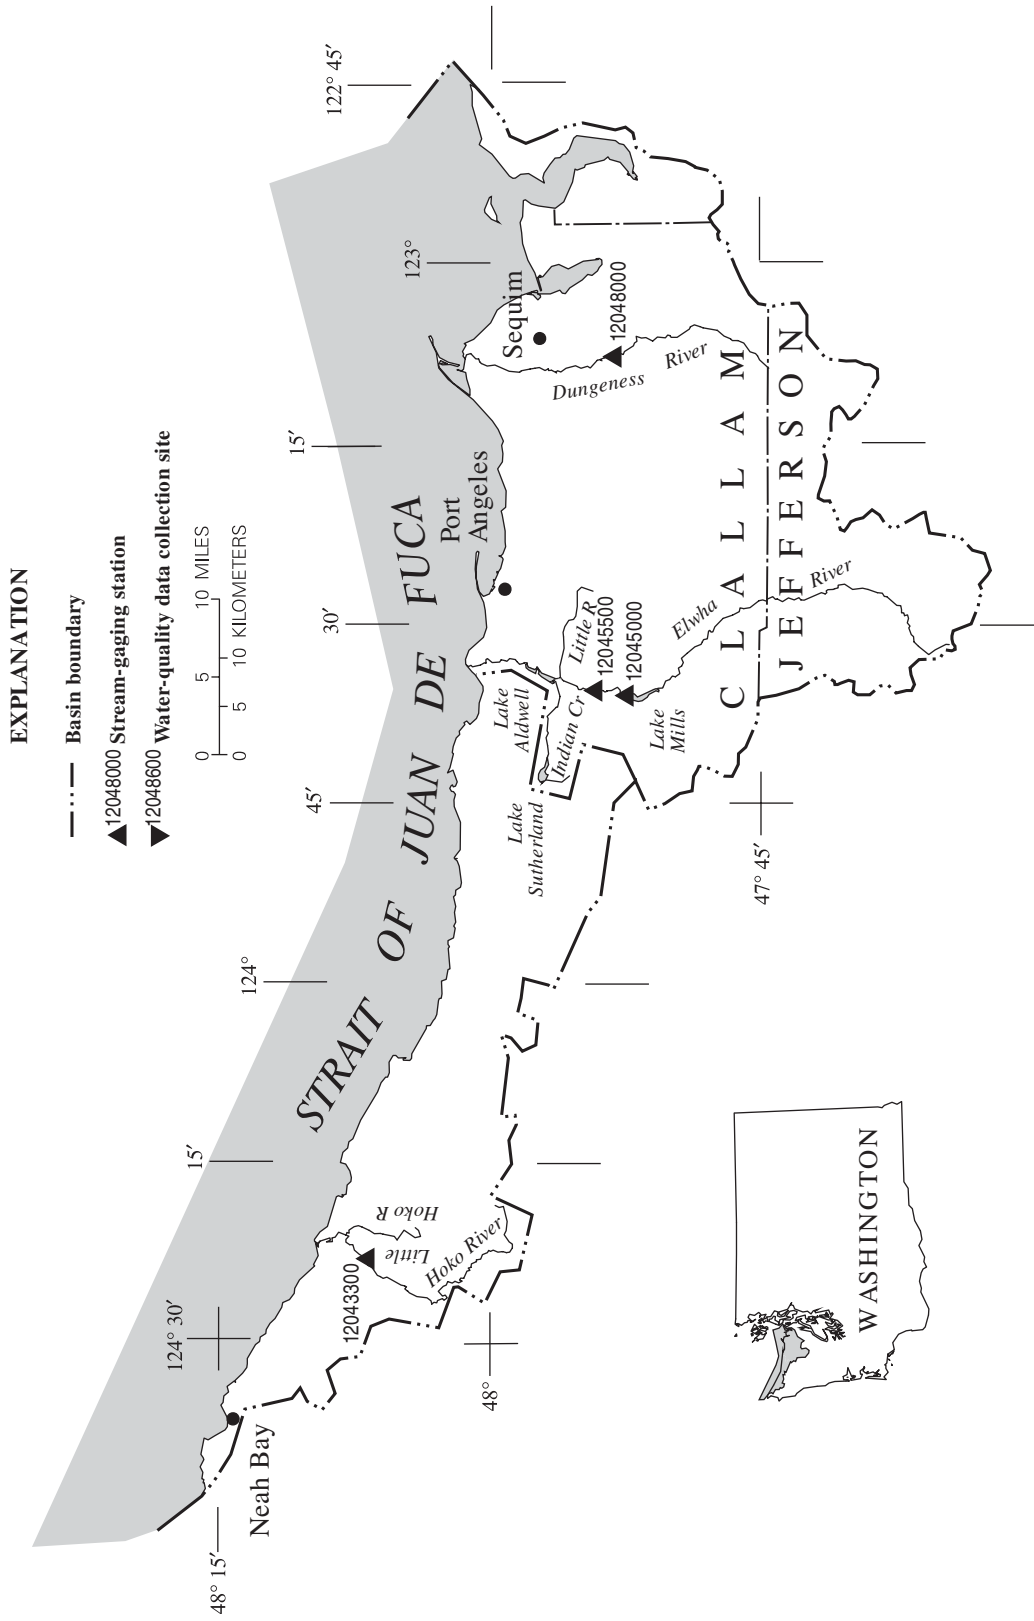 EXPLANATION
Basin boundary
12048000 Stream-gaging station
12048600 Water-quality data collection site
0 5 10 MILES
0 5 10 KILOMETERS
124° 30′
15′
124°
45′
30′
15′
123°
122° 45′
48° 15′
48°
47° 45′
STRAIT OF JUAN DE FUCA
Neah Bay
12043300
Little
Hoko R
Hoko River
Lake
Sutherland
Lake
Aldwell
Indian Cr
Little R
12045500
12045000
Lake
Mills
Elwha
River
Port
Angeles
Sequim
12048000
Dungeness
River
CLALLAM
JEFFERSON
WASHINGTON